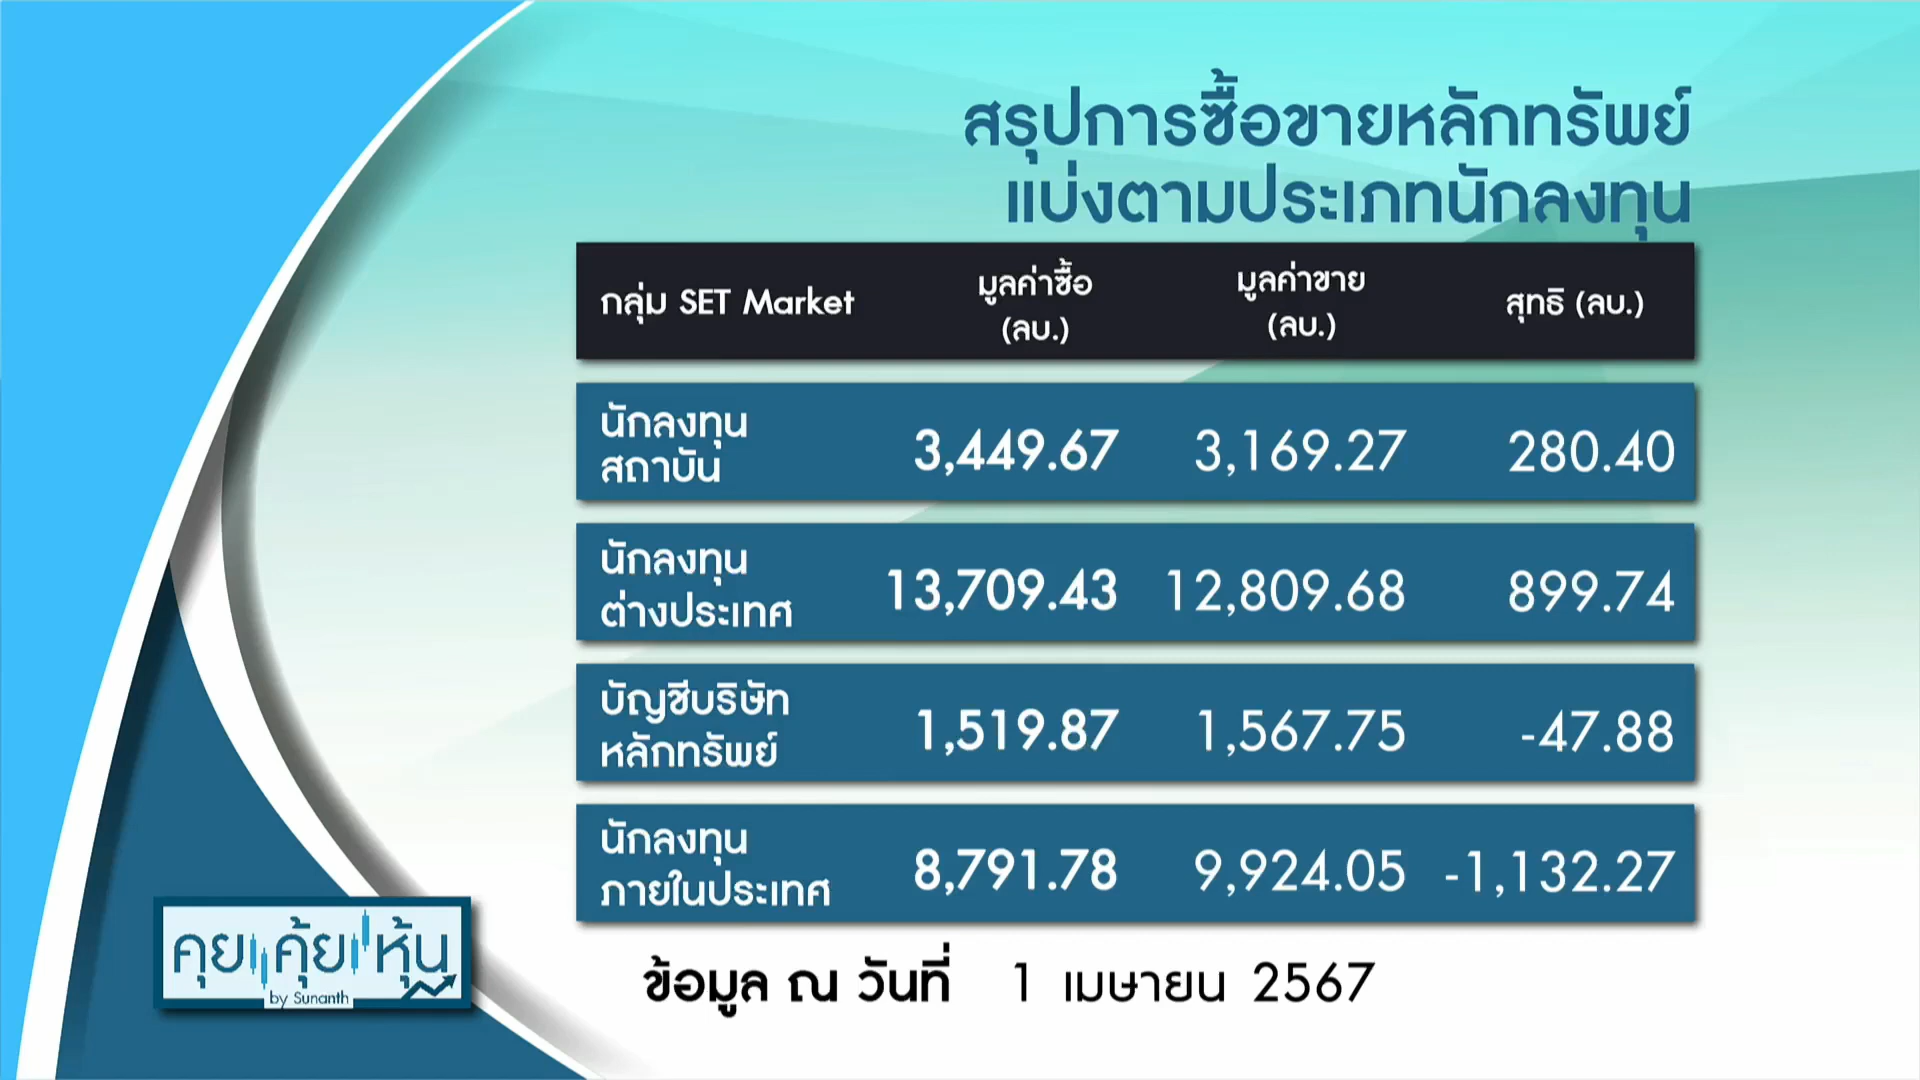 สรุปการซื้อขายหลักทรัพย์
แบ่งตามประเภทนักลงทุน
กลุ่ม SET Market มูลค่าซื้อ (ลบ.) มูลค่าขาย (ลบ.) สุทธิ (ลบ.)
นักลงทุน
สถาบัน 3,449.67 3,169.27 280.40
นักลงทุน
ต่างประเทศ 13,709.43 12,809.68 899.74
บัญชีบริษัท
หลักทรัพย์ 1,519.87 1,567.75 -47.88
นักลงทุน
ภายในประเทศ 8,791.78 9,924.05 -1,132.27
ข้อมูล ณ วันที่ 1 เมษายน 2567
คุยคุ้ยหุ้น
by Sunanth